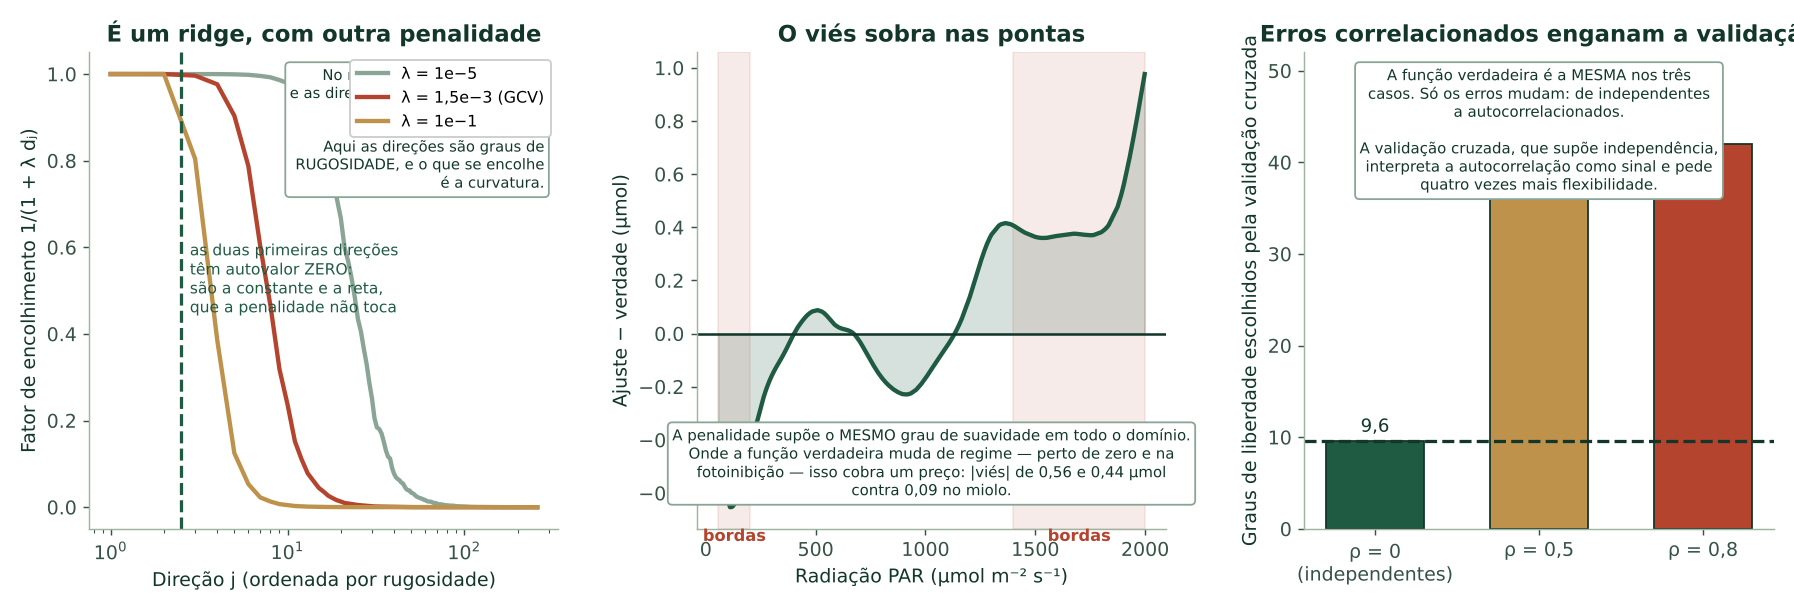 É um ridge, com outra penalidade
Fator de encolhimento 1/(1 + λ dⱼ)
1.0
0.8
0.6
0.4
0.2
0.0
No
e as dire
Aqui as direções são graus de
RUGOSIDADE, e o que se encolhe
é a curvatura.
λ = 1e−5
λ = 1,5e−3 (GCV)
λ = 1e−1
as duas primeiras direções
têm autovalor ZERO:
são a constante e a reta,
que a penalidade não toca
10⁰
10¹
10²
Direção j (ordenada por rugosidade)
O viés sobra nas pontas
Ajuste − verdade (µmol)
1.0
0.8
0.6
0.4
0.2
0.0
−0.2
−0
−0
A penalidade supõe o MESMO grau de suavidade em todo o domínio.
Onde a função verdadeira muda de regime — perto de zero e na
fotoinibição — isso cobra um preço: |viés| de 0,56 e 0,44 µmol
contra 0,09 no miolo.
bordas
bordas
0
500
1000
1500
2000
Radiação PAR (µmol m⁻² s⁻¹)
Erros correlacionados enganam a validaç
Graus de liberdade escolhidos pela validação cruzada
50
40
30
20
10
0
A função verdadeira é a MESMA nos três
casos. Só os erros mudam: de independentes
a autocorrelacionados.
A validação cruzada, que supõe independência,
interpreta a autocorrelação como sinal e pede
quatro vezes mais flexibilidade.
9,6
ρ = 0
(independentes)
ρ = 0,5
ρ = 0,8